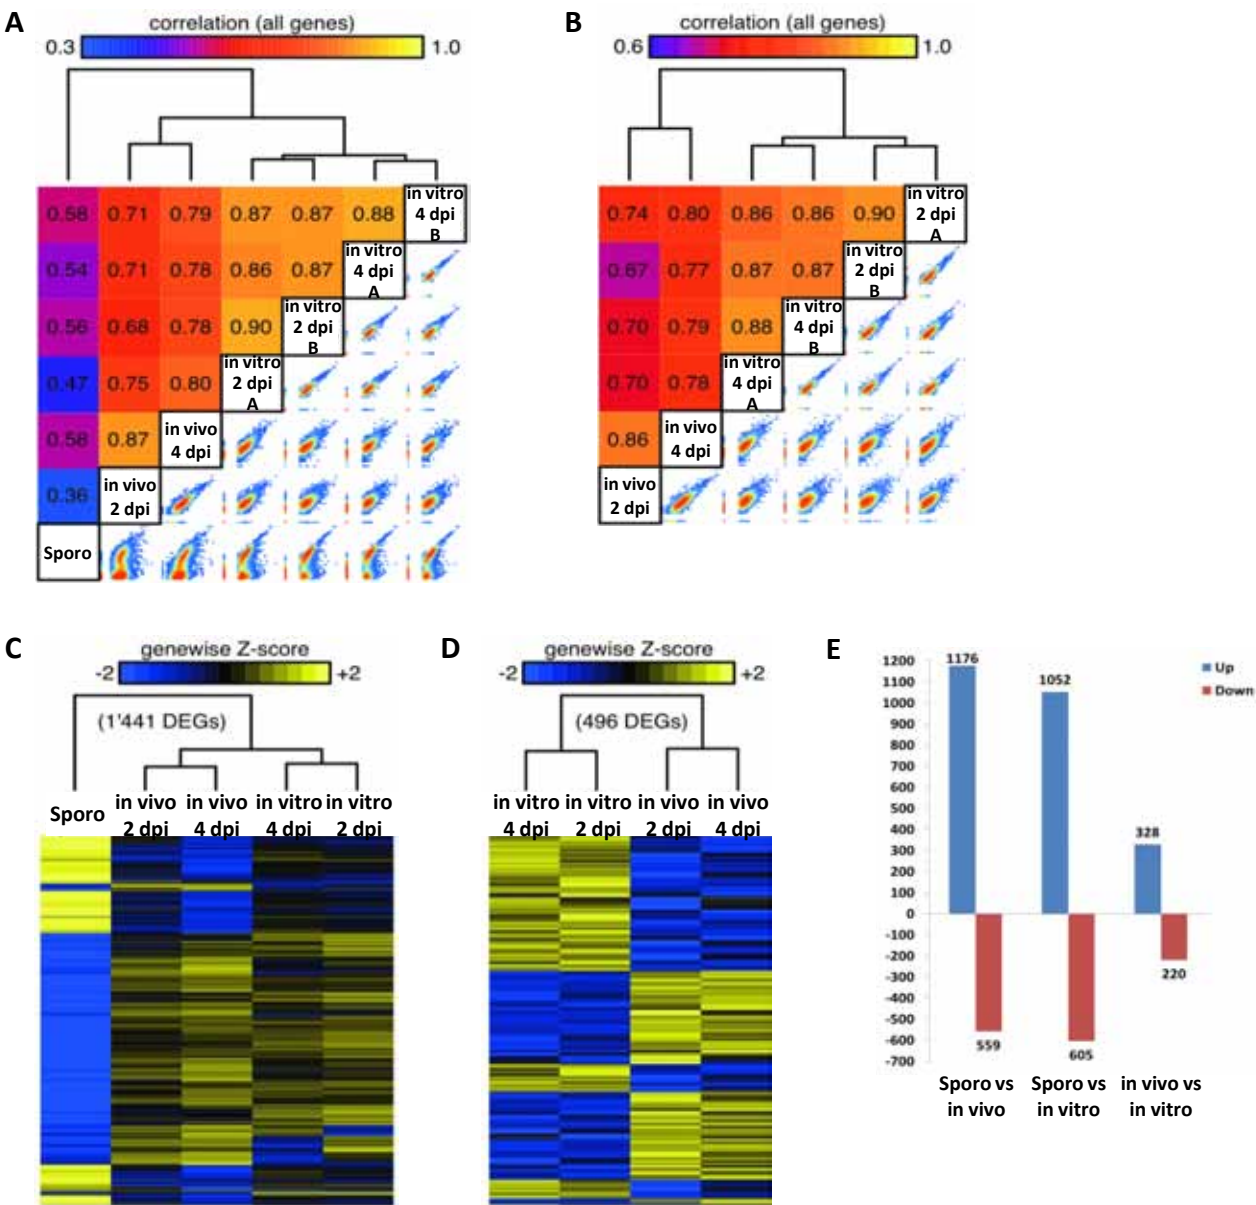 A
correlation (all genes)
0.3
1.0
0.58 0.71 0.79 0.87 0.87 0.88 in vitro
4 dpi
B
0.54 0.71 0.78 0.86 0.87 in vitro
4 dpi
A
0.56 0.68 0.78 0.90 in vitro
2 dpi
B
0.47 0.75 0.80 in vitro
2 dpi
A
0.58 0.87 in vivo
4 dpi
0.36 in vivo
2 dpi
Sporo
B
correlation (all genes)
0.6
1.0
0.74 0.80 0.86 0.86 0.90 in vitro
2 dpi
A
0.67 0.77 0.87 0.87 in vitro
2 dpi
B
0.70 0.79 0.88 in vitro
4 dpi
B
0.70 0.78 in vitro
4 dpi
A
0.86 in vivo
4 dpi
in vivo
2 dpi
C
genewise Z-score
-2
+2
(1'441 DEGs)
Sporo
in vivo in vivo in vitro in vitro
2 dpi 4 dpi 4 dpi 2 dpi
D
genewise Z-score
-2
+2
(496 DEGs)
in vitro in vitro in vivo in vivo
4 dpi 2 dpi 2 dpi 4 dpi
E
Up
Down
1200
1100
1000
900
800
700
600
500
400
300
200
100
0
-100
-200
-300
-400
-500
-600
-700
1176
1052
328
559
605
220
Sporo vs Sporo vs in vivo vs
in vivo in vitro in vitro